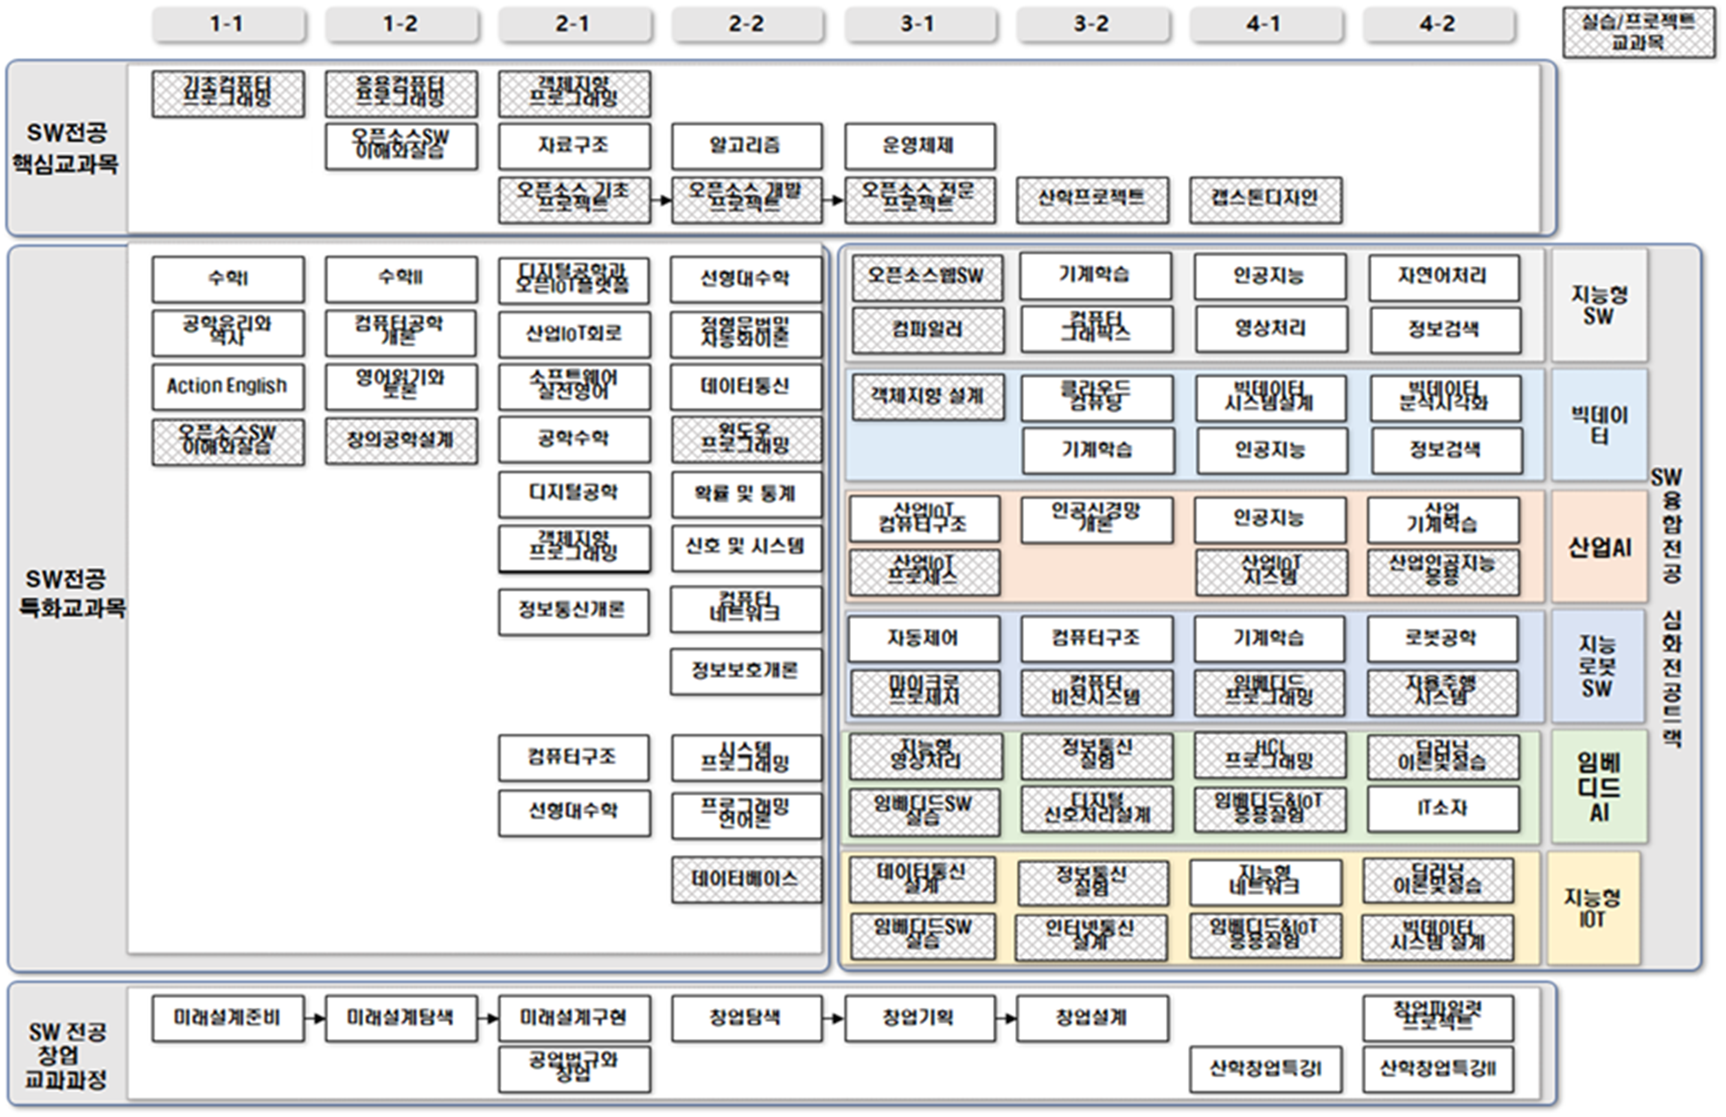 1-1
1-2
2-1
2-2
3-1
3-2
4-1
4-2
실습/프로젝트
교과목
SW전공
핵심교과목
기초컴퓨터
프로그래밍
응용컴퓨터
프로그래밍
객체지향
프로그래밍
오픈소스SW
이해와실습
자료구조
알고리즘
운영체제
오픈소스 기초
프로젝트
오픈소스 개발
프로젝트
오픈소스 전문
프로젝트
산학프로젝트
캡스톤디자인
SW전공
특화교과목
수학I
수학II
디지털공학과
오픈IoT플랫폼
선형대수학
공학윤리와
역사
컴퓨터공학
개론
산업IoT회로
정형문법및
자동화이론
Action English
영어읽기와
토론
소프트웨어
실전영어
데이터통신
오픈소스SW
이해와실습
창의공학설계
공학수학
윈도우
프로그래밍
디지털공학
확률 및 통계
객체지향
프로그래밍
신호 및 시스템
정보통신개론
컴퓨터
네트워크
정보보호개론
컴퓨터구조
시스템
프로그래밍
선형대수학
프로그래밍
언어론
데이터베이스
오픈소스웹SW
기계학습
인공지능
자연어처리
컴파일러
컴퓨터
그래픽스
영상처리
정보검색
지능형
SW
객체지향 설계
클라우드
컴퓨팅
빅데이터
시스템설계
빅데이터
분석시각화
기계학습
인공지능
정보검색
빅데이
터
산업IoT
컴퓨터구조
인공신경망
개론
인공지능
산업
기계학습
산업IoT
프로세스
산업IoT
시스템
산업인공지능
응용
산업AI
자동제어
컴퓨터구조
기계학습
로봇공학
마이크로
프로세서
컴퓨터
비전시스템
임베디드
프로그래밍
자율주행
시스템
지능
로봇
SW
지능형
영상처리
정보통신
실험
HCI
프로그래밍
딥러닝
이론및실습
임베디드SW
실습
디지털
신호처리설계
임베디드&IoT
응용실험
IT소자
임베
디드
AI
데이터통신
설계
정보통신
실험
지능형
네트워크
딥러닝
이론및실습
임베디드SW
실습
인터넷통신
설계
임베디드&IoT
응용실험
빅데이터
시스템 설계
지능형
IOT
SW
융
합
전
공
심
화
전
공
트
랙
SW 전공
창업
교과과정
미래설계준비
미래설계탐색
미래설계구현
창업탐색
창업기획
창업설계
창업파일럿
프로젝트
공업법규와
창업
산학창업특강I
산학창업특강II